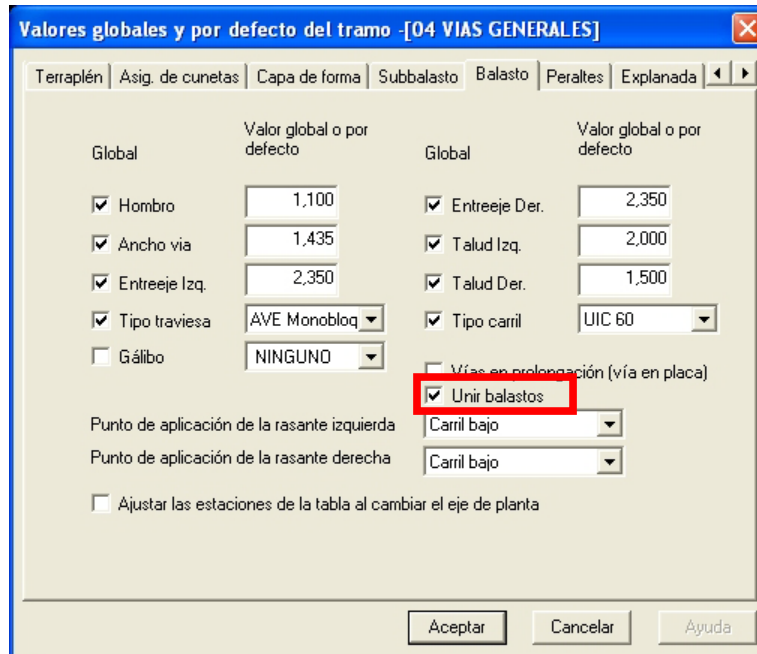 Valores globales y por defecto del tramo -[04 VIAS GENERALES]
Terraplén Asig. de cunetas Capa de forma Subbalasto Balasto Peraltes Explanada
Global Valor global o por defecto Global Valor global o por defecto
Hombro 1,100 Entreeje Der. 2,350
Ancho via 1,435 Talud Izq. 2,000
Entreeje Izq. 2,350 Talud Der. 1,500
Tipo traviesa AVE Monobloq Tipo carril UIC 60
Gálibo NINGUNO
Vías en prolongación (vía en placa)
Unir balastos
Punto de aplicación de la rasante izquierda Carril bajo
Punto de aplicación de la rasante derecha Carril bajo
Ajustar las estaciones de la tabla al cambiar el eje de planta
Aceptar Cancelar Ayuda